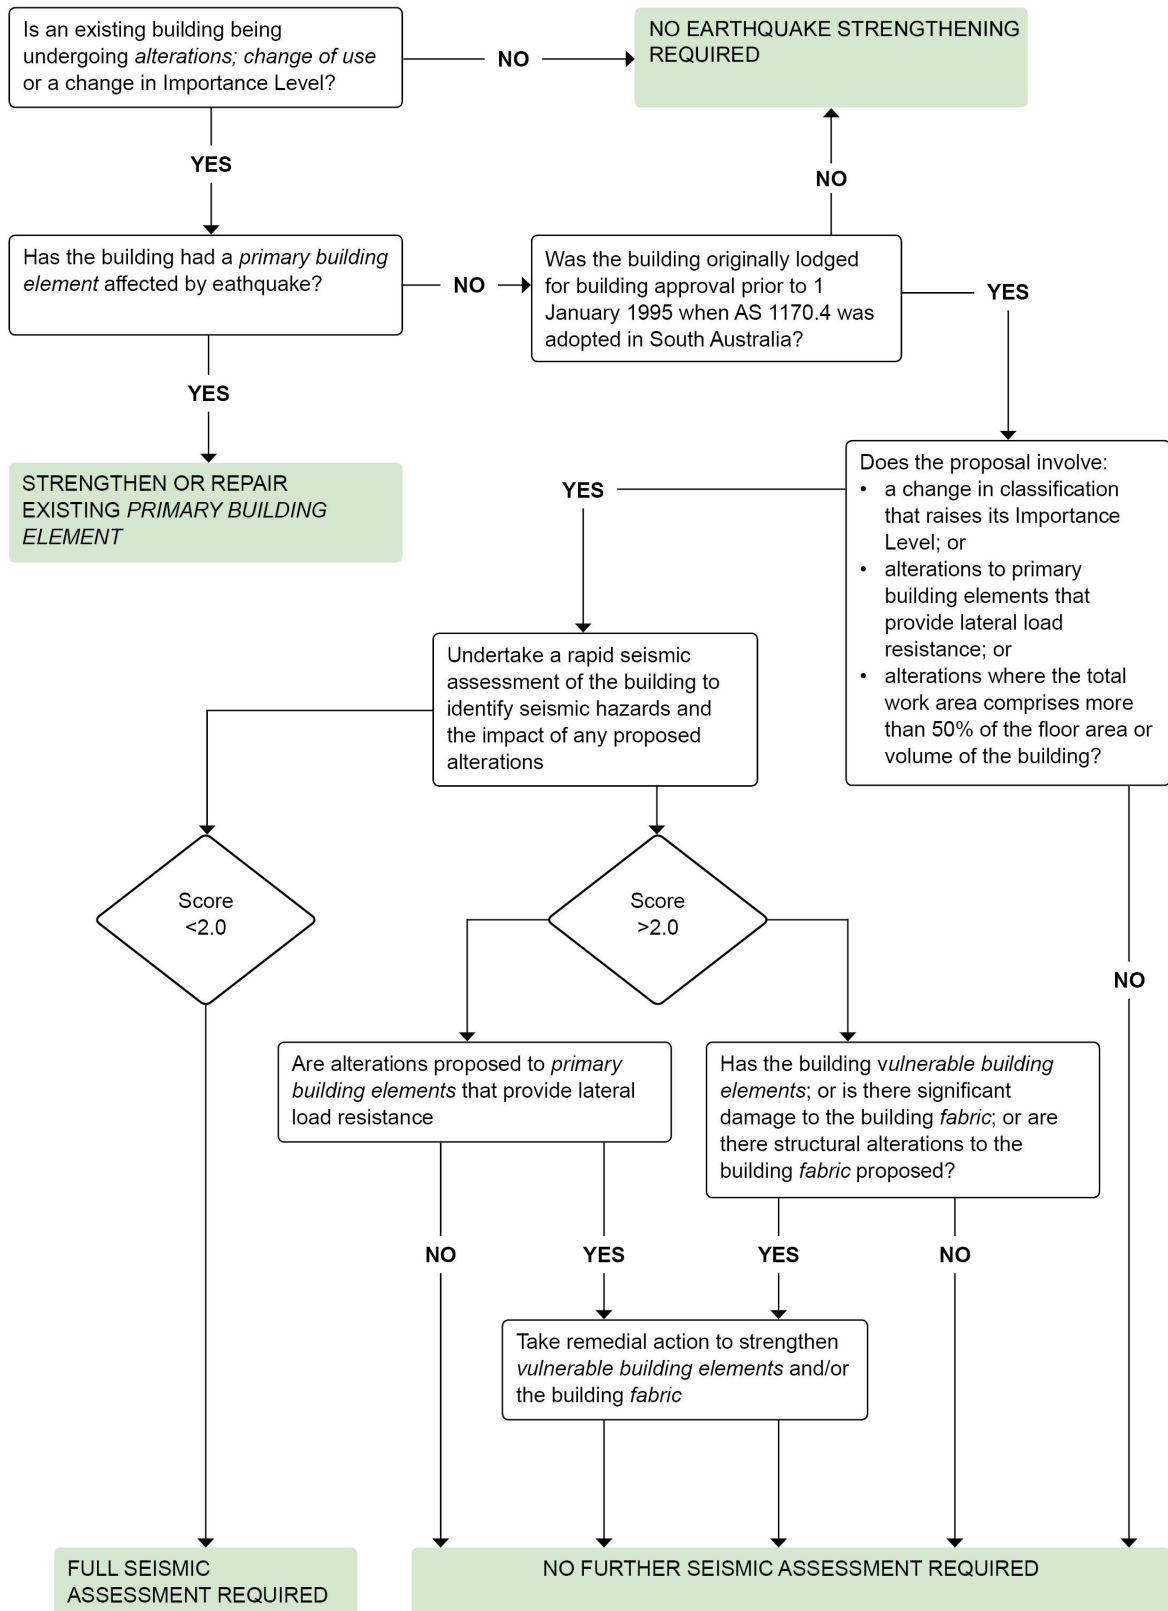 Is an existing building being
undergoing alterations; change of use
or a change in Importance Level?
NO
NO EARTHQUAKE STRENGTHENING
REQUIRED
YES
NO
Has the building had a primary building
element affected by eathquake?
NO
Was the building originally lodged
for building approval prior to 1
January 1995 when AS 1170.4 was
adopted in South Australia?
YES
YES
STRENGTHEN OR REPAIR
EXISTING PRIMARY BUILDING
ELEMENT
YES
Does the proposal involve:
• a change in classification
that raises its Importance
Level; or
• alterations to primary
building elements that
provide lateral load
resistance; or
• alterations where the total
work area comprises more
than 50% of the floor area or
volume of the building?
Undertake a rapid seismic
assessment of the building to
identify seismic hazards and
the impact of any proposed
alterations
Score
<2.0
Score
>2.0
NO
Are alterations proposed to primary
building elements that provide lateral
load resistance
Has the building vulnerable building
elements; or is there significant
damage to the building fabric; or are
there structural alterations to the
building fabric proposed?
NO
YES
YES
NO
Take remedial action to strengthen
vulnerable building elements and/or
the building fabric
FULL SEISMIC
ASSESSMENT REQUIRED
NO FURTHER SEISMIC ASSESSMENT REQUIRED